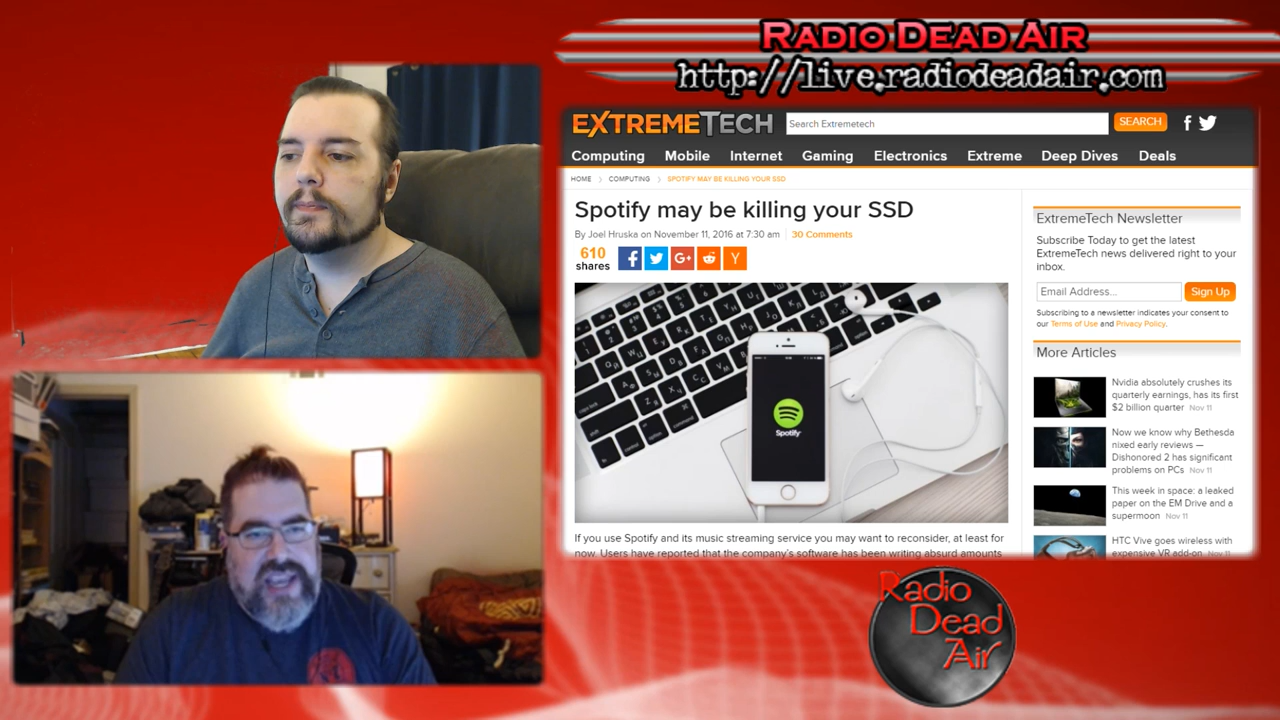 RADIO DEAD AIR
http://live.radiodeadair.com
EXTREMETECH
Search Extremetech
SEARCH
Computing Mobile Internet Gaming Electronics Extreme Deep Dives Deals
HOME > COMPUTING > SPOTIFY MAY BE KILLING YOUR SSD
Spotify may be killing your SSD
By Joel Hruska on November 11, 2016 at 7:30 am
30 Comments
610
shares
Spotify
If you use Spotify and its music streaming service you may want to reconsider, at least for
now. Users have reported that the company's software has been writing absurd amounts
ExtremeTech Newsletter
Subscribe Today to get the latest
ExtremeTech news delivered right to your
inbox.
Email Address...
Sign Up
Subscribing to a newsletter indicates your consent to
our Terms of Use and Privacy Policy.
More Articles
Nvidia absolutely crushes its
quarterly earnings, has its first
$2 billion quarter Nov 11
Now we know why Bethesda
nixed early reviews —
Dishonored 2 has significant
problems on PCs Nov 11
This week in space: a leaked
paper on the EM Drive and a
supermoon Nov 11
HTC Vive goes wireless with
expensive VR add-on Nov 11
Radio
Dead
Air